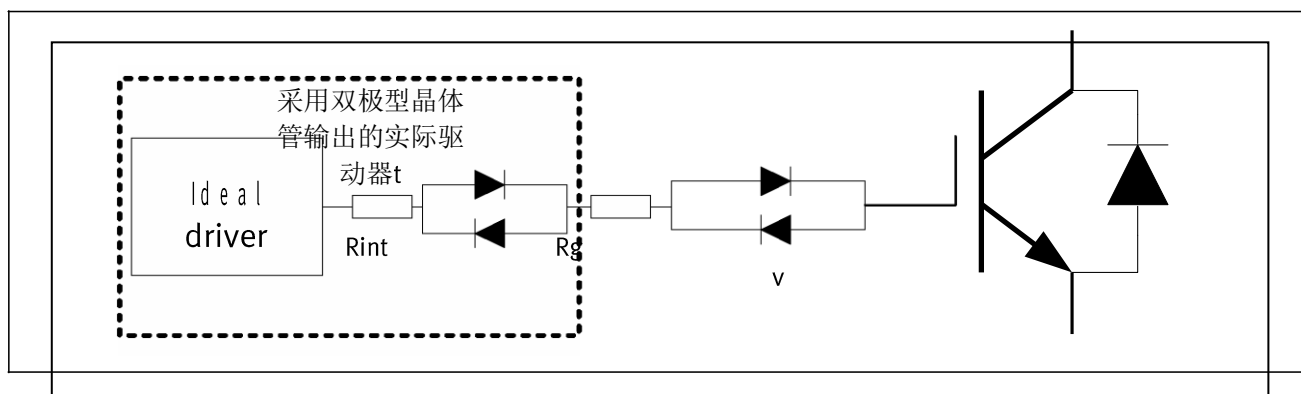 采用双极型晶体
管输出的实际驱
动器t
Ideal
driver
Rint
Rg
v